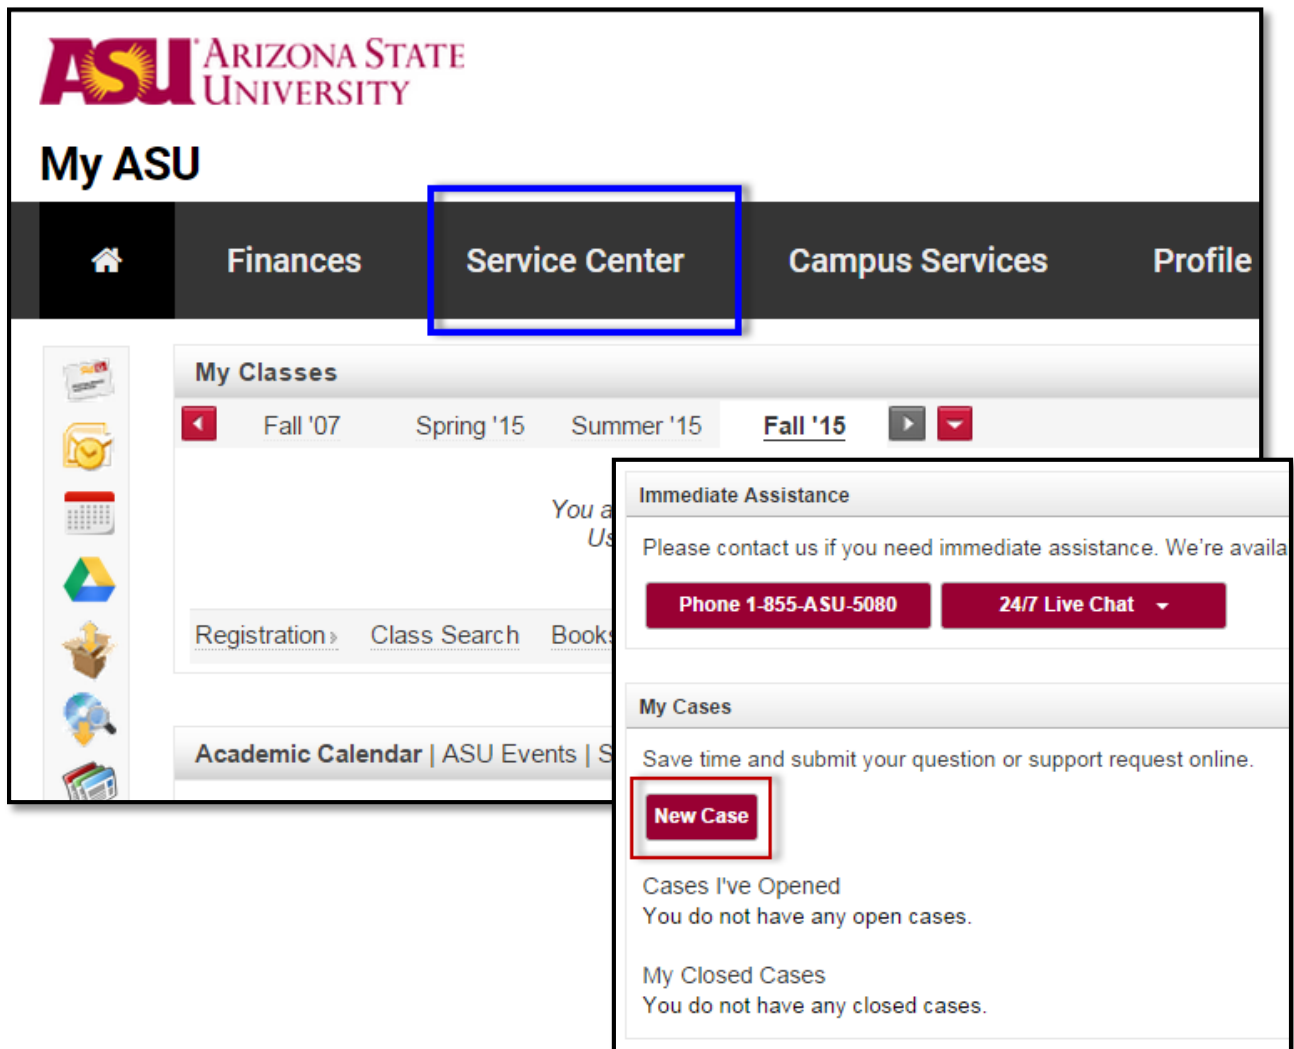 ASU ARIZONA STATE
UNIVERSITY
My ASU
Finances Service Center Campus Services Profile
My Classes
Fall '07 Spring '15 Summer '15 Fall '15
You
Registration Class Search
Academic Calendar | ASU Events |
Immediate Assistance
Please contact us if you need immediate assistance. We're
Phone 1-855-ASU-5080 24/7 Live Chat
My Cases
Save time and submit your question or support request online.
New Case
Cases I've Opened
You do not have any open cases.
My Closed Cases
You do not have any closed cases.